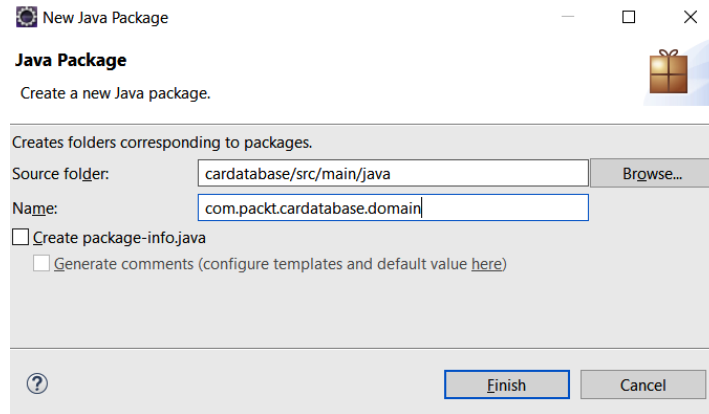 New Java Package
Java Package
Create a new Java package.
Creates folders corresponding to packages.
Source folder: cardatabase/src/main/java Browse...
Name: com.packt.cardatabase.domain
Create package-info.java
Generate comments (configure templates and default value here)
? Finish Cancel